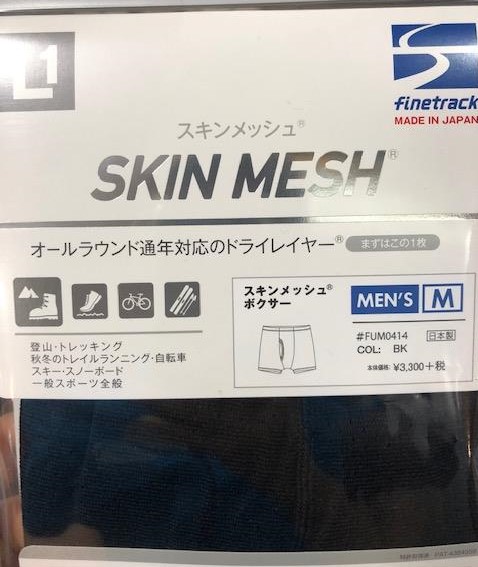 L1
finetrack
MADE IN JAPAN
スキンメッシュ®
SKIN MESH®
オールラウンド通年対応のドライレイヤー® まずはこの1枚
登山・トレッキング
秋冬のトレイルランニング・自転車
スキー・スノーボード
一般スポーツ全般
スキンメッシュ®
ボクサー
MEN'S M
#FUM0414 日本製
COL: BK
本体価格: ¥3,300+税